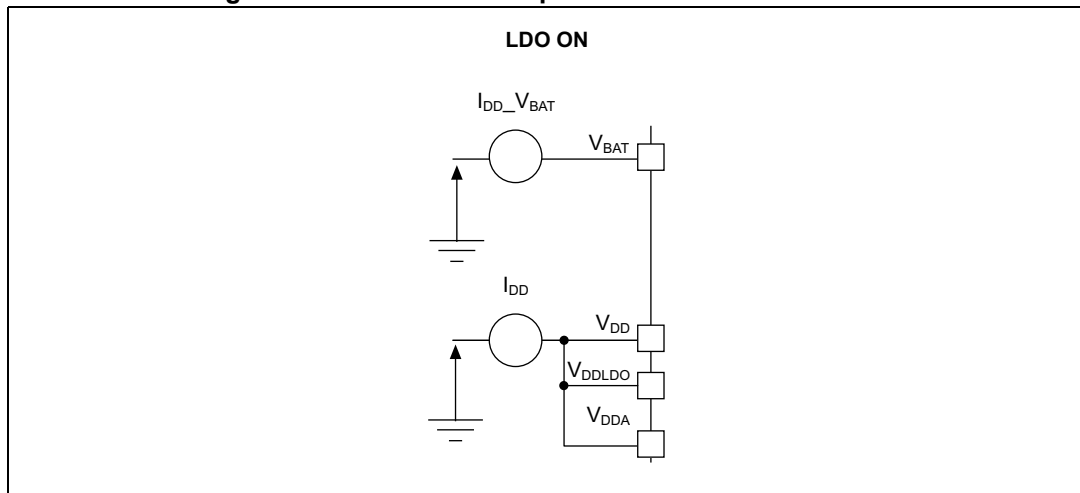 LDO ON
I_DD_V_BAT
V_BAT
I_DD
V_DD
V_DDLDO
V_DDA